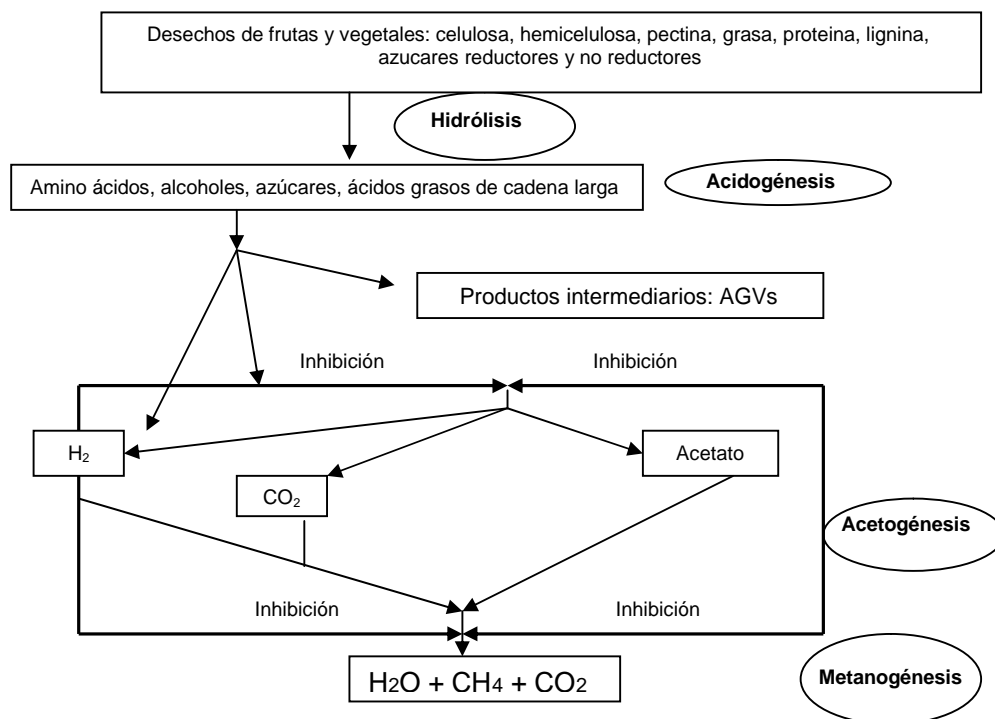 Desechos de frutas y vegetales: celulosa, hemicelulosa, pectina, grasa, proteina, lignina,
azucares reductores y no reductores
Hidrólisis
Amino ácidos, alcoholes, azúcares, ácidos grasos de cadena larga
Acidogénesis
Productos intermediarios: AGVs
Inhibición
Inhibición
H₂
Acetato
CO₂
Acetogénesis
Inhibición
Inhibición
H2O + CH4 + CO2
Metanogénesis